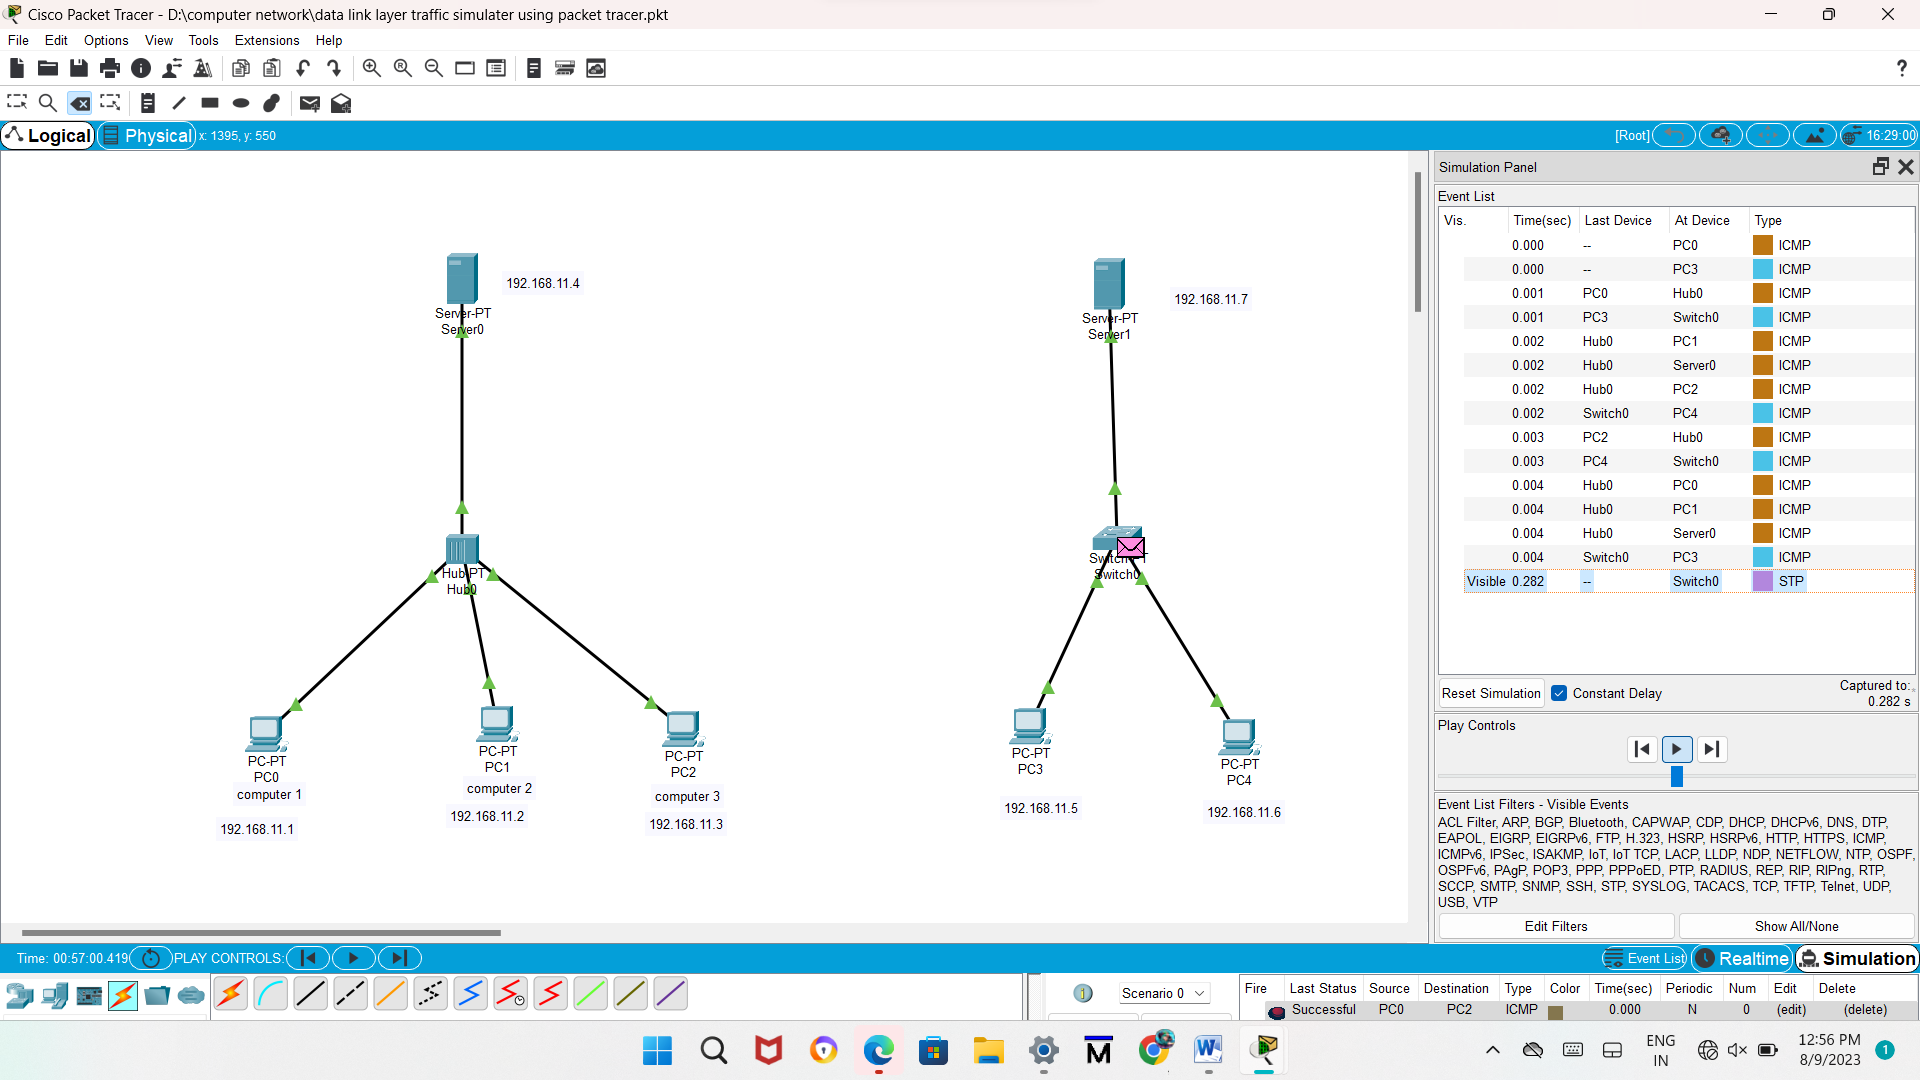 Cisco Packet Tracer - D:\computer network\data link layer traffic simulater using packet tracer.pkt
File Edit Options View Tools Extensions Help
Logical Physical x: 1395, y: 550 [Root] 16:29:00
Simulation Panel
Event List
Vis. Time(sec) Last Device At Device Type
0.000 -- PC0 ICMP
0.000 -- PC3 ICMP
0.001 PC0 Hub0 ICMP
0.001 PC3 Switch0 ICMP
0.002 Hub0 PC1 ICMP
0.002 Hub0 Server0 ICMP
0.002 Hub0 PC2 ICMP
0.002 Switch0 PC4 ICMP
0.003 PC2 Hub0 ICMP
0.003 PC4 Switch0 ICMP
0.004 Hub0 PC0 ICMP
0.004 Hub0 PC1 ICMP
0.004 Hub0 Server0 ICMP
0.004 Switch0 PC3 ICMP
Visible 0.282 -- Switch0 STP
Reset Simulation Constant Delay
Captured to:
0.282 s
Play Controls
Event List Filters - Visible Events
ACL Filter, ARP, BGP, Bluetooth, CAPWAP, CDP, DHCP, DHCPv6, DNS, DTP,
EAPOL, EIGRP, EIGRPv6, FTP, H.323, HSRP, HSRPv6, HTTP, HTTPS, ICMP,
ICMPv6, IPSec, ISAKMP, IoT, IoT TCP, LACP, LLDP, NDP, NETFLOW, NTP, OSPF,
OSPFv6, PAgP, POP3, PPP, PPPoED, PTP, RADIUS, REP, RIP, RIPng, RTP,
SCCP, SMTP, SNMP, SSH, STP, SYSLOG, TACACS, TCP, TFTP, Telnet, UDP,
USB, VTP
Edit Filters Show All/None
192.168.11.4
Server-PT
Server0
Hub-PT
Hub0
PC-PT
PC0
computer 1
192.168.11.1
PC-PT
PC1
computer 2
192.168.11.2
PC-PT
PC2
computer 3
192.168.11.3
192.168.11.7
Server-PT
Server1
Switch0
PC-PT
PC3
192.168.11.5
PC-PT
PC4
192.168.11.6
Time: 00:57:00.419 PLAY CONTROLS: Event List Realtime Simulation
Scenario 0
Fire Last Status Source Destination Type Color Time(sec) Periodic Num Edit Delete
Successful PC0 PC2 ICMP 0.000 N 0 (edit) (delete)
ENG
IN
12:56 PM
8/9/2023
1